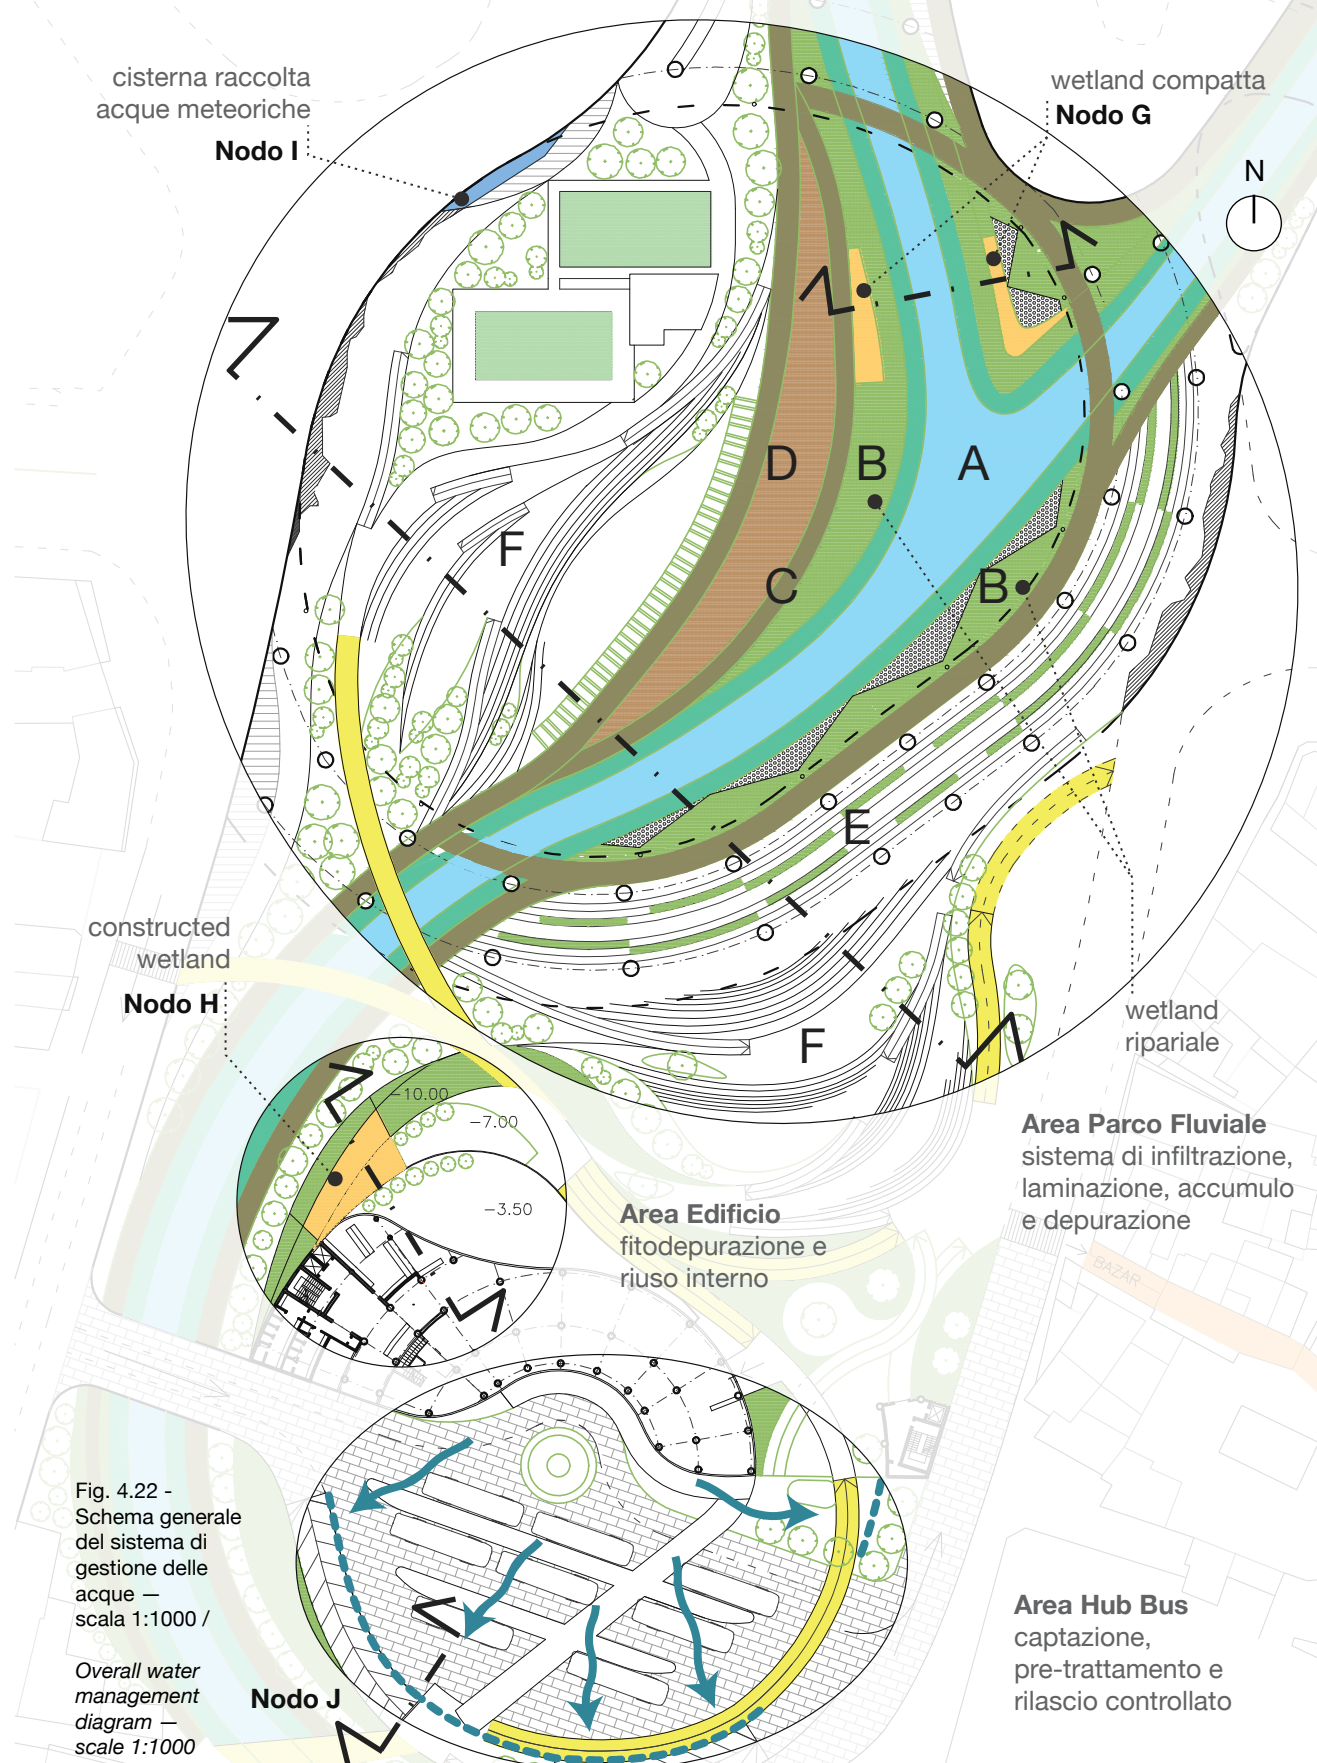 cisterna raccolta
acque meteoriche
Nodo I
wetland compatta
Nodo G
N
D
B
A
F
C
B
E
F
constructed
wetland
Nodo H
wetland
ripariale
-10.00
-7.00
-3.50
Area Parco Fluviale
sistema di infiltrazione,
laminazione, accumulo
e depurazione
Area Edificio
fitodepurazione e
riuso interno
BAZAR
Fig. 4.22 -
Schema generale
del sistema di
gestione delle
acque —
scala 1:1000 /
Overall water
management
diagram —
scale 1:1000
Nodo J
Area Hub Bus
captazione,
pre-trattamento e
rilascio controllato